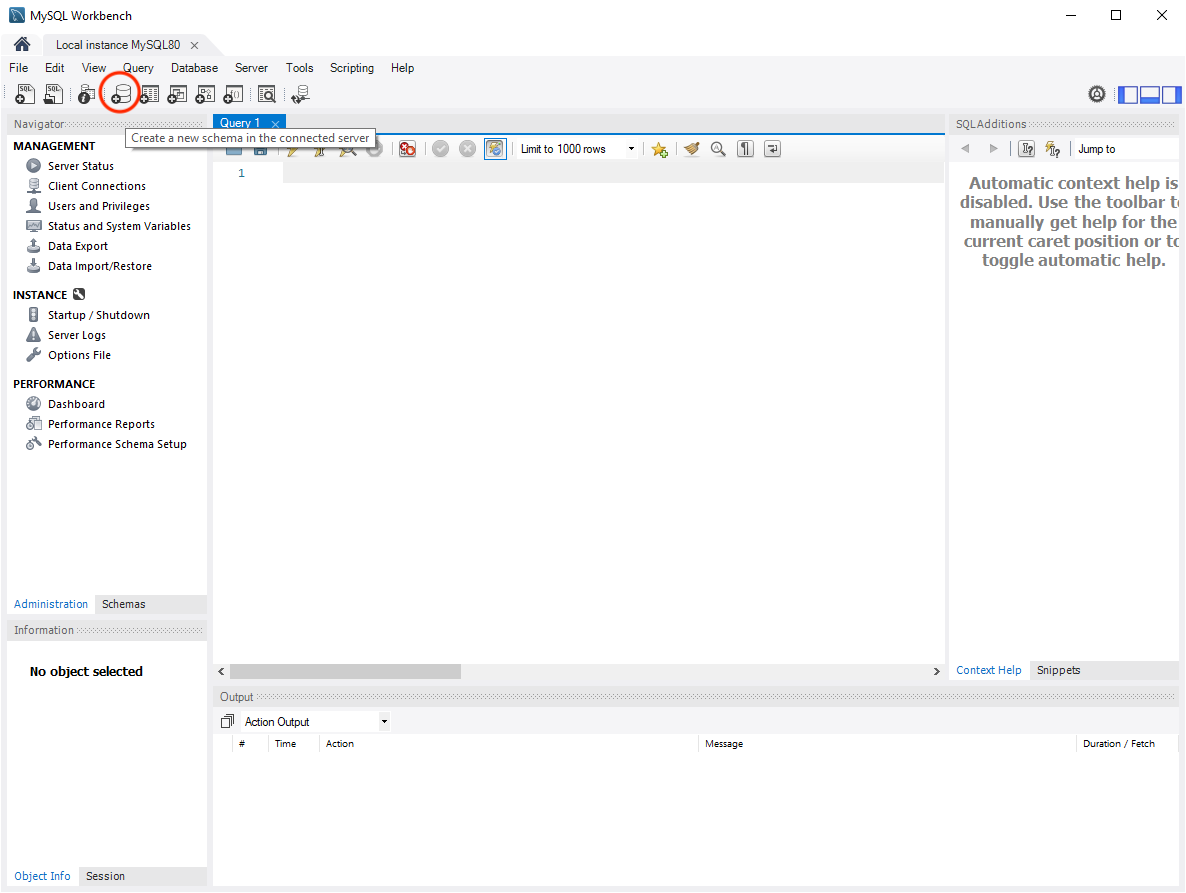 MySQL Workbench
Local instance MySQL80
File Edit View Query Database Server Tools Scripting Help
SQL SQL
Navigator
Query 1
SQLAdditions
Create a new schema in the connected server
MANAGEMENT
Server Status
Client Connections
Users and Privileges
Status and System Variables
Data Export
Data Import/Restore
INSTANCE
Startup / Shutdown
Server Logs
Options File
PERFORMANCE
Dashboard
Performance Reports
Performance Schema Setup
Administration Schemas
Information
No object selected
Object Info Session
Limit to 1000 rows
1
Jump to
Automatic context help is
disabled. Use the toolbar
manually get help for the
current caret position or to
toggle automatic help.
Context Help Snippets
Output
Action Output
# Time Action Message Duration / Fetch